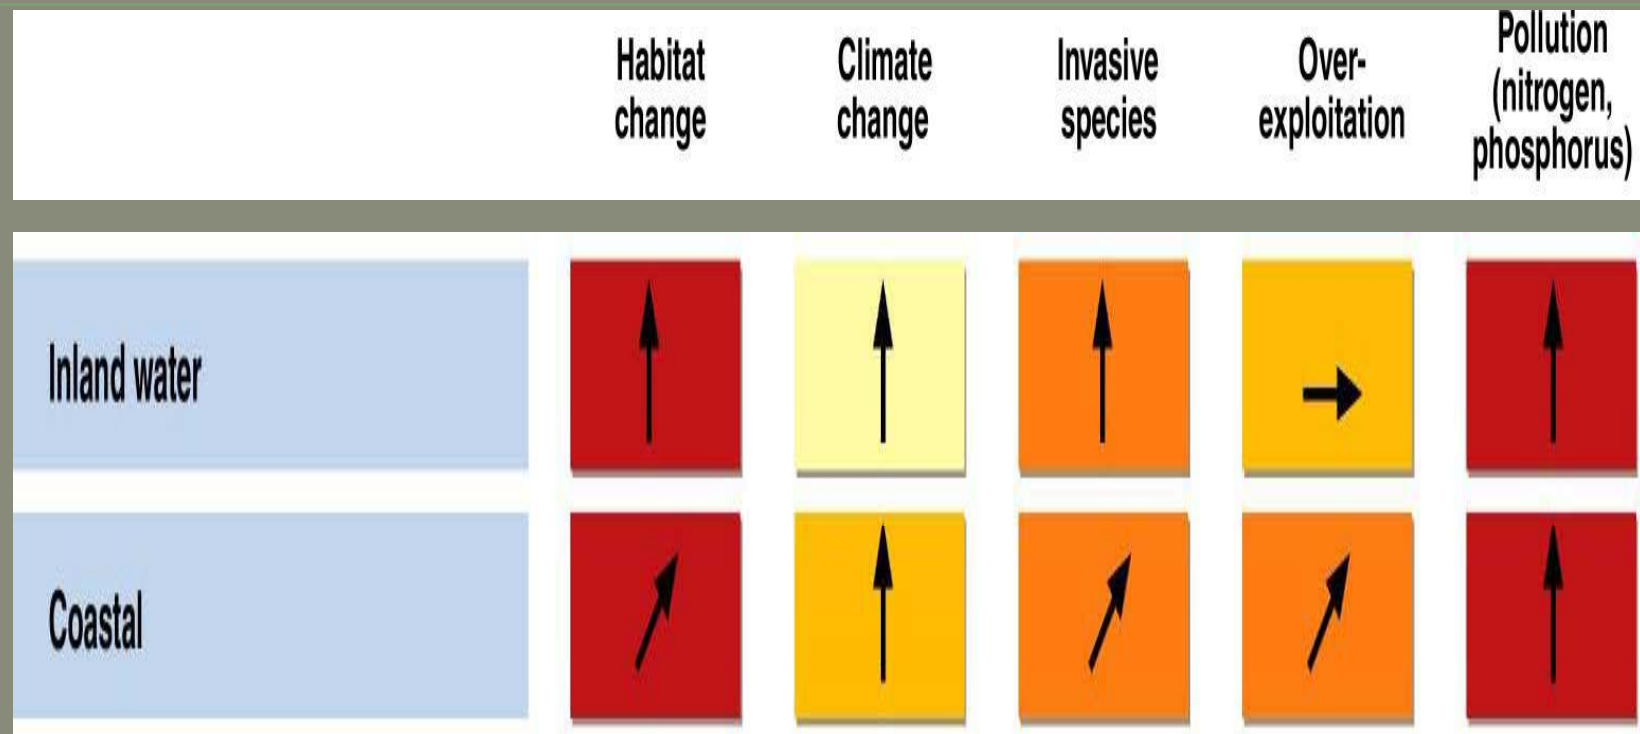 Habitat
change
Climate
change
Invasive
species
Over-
exploitation
Pollution
(nitrogen,
phosphorus)
Inland water
Coastal